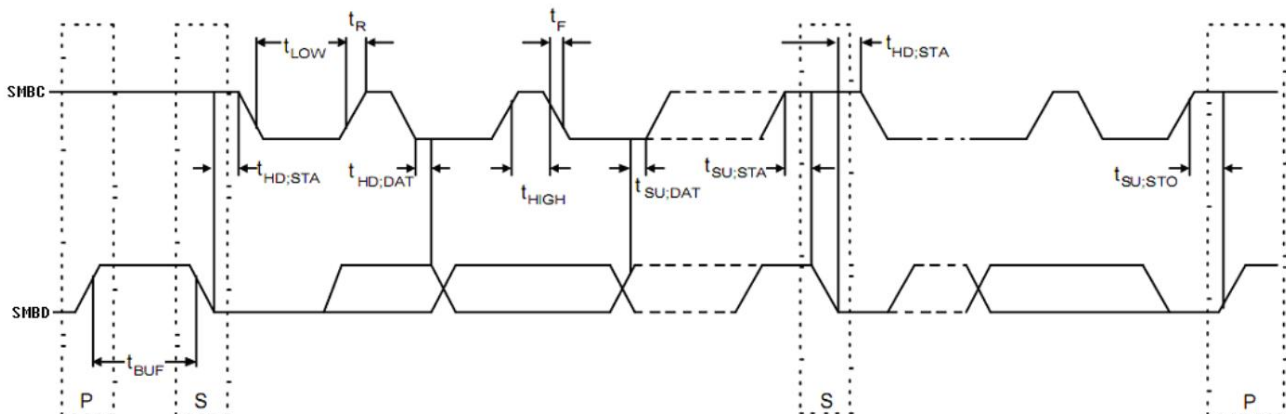 tR
tF
tLOW
tHD;STA
SMBC
tHD;STA
tHD;DAT
tHIGH
tSU;DAT
tSU;STA
tSU;STO
SMBD
tBUF
P
S
S
P